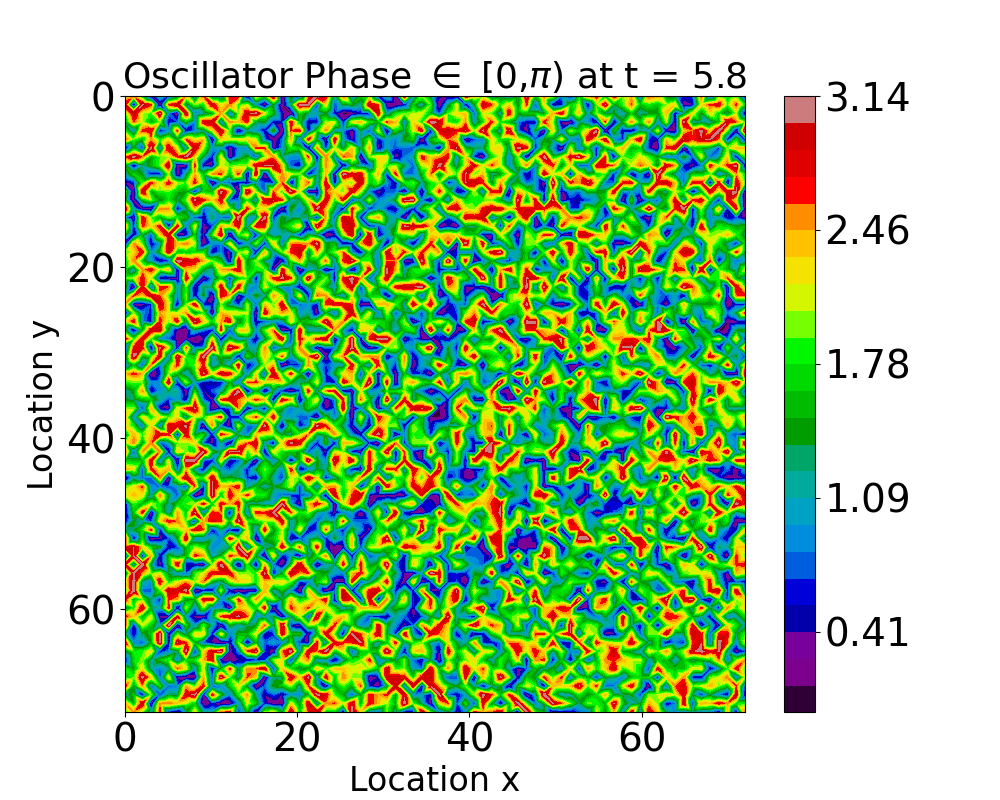 Oscillator Phase ∈ [0,π) at t = 5.8
0
20
40
60
Location y
0 20 40 60
Location x
3.14
2.46
1.78
1.09
0.41